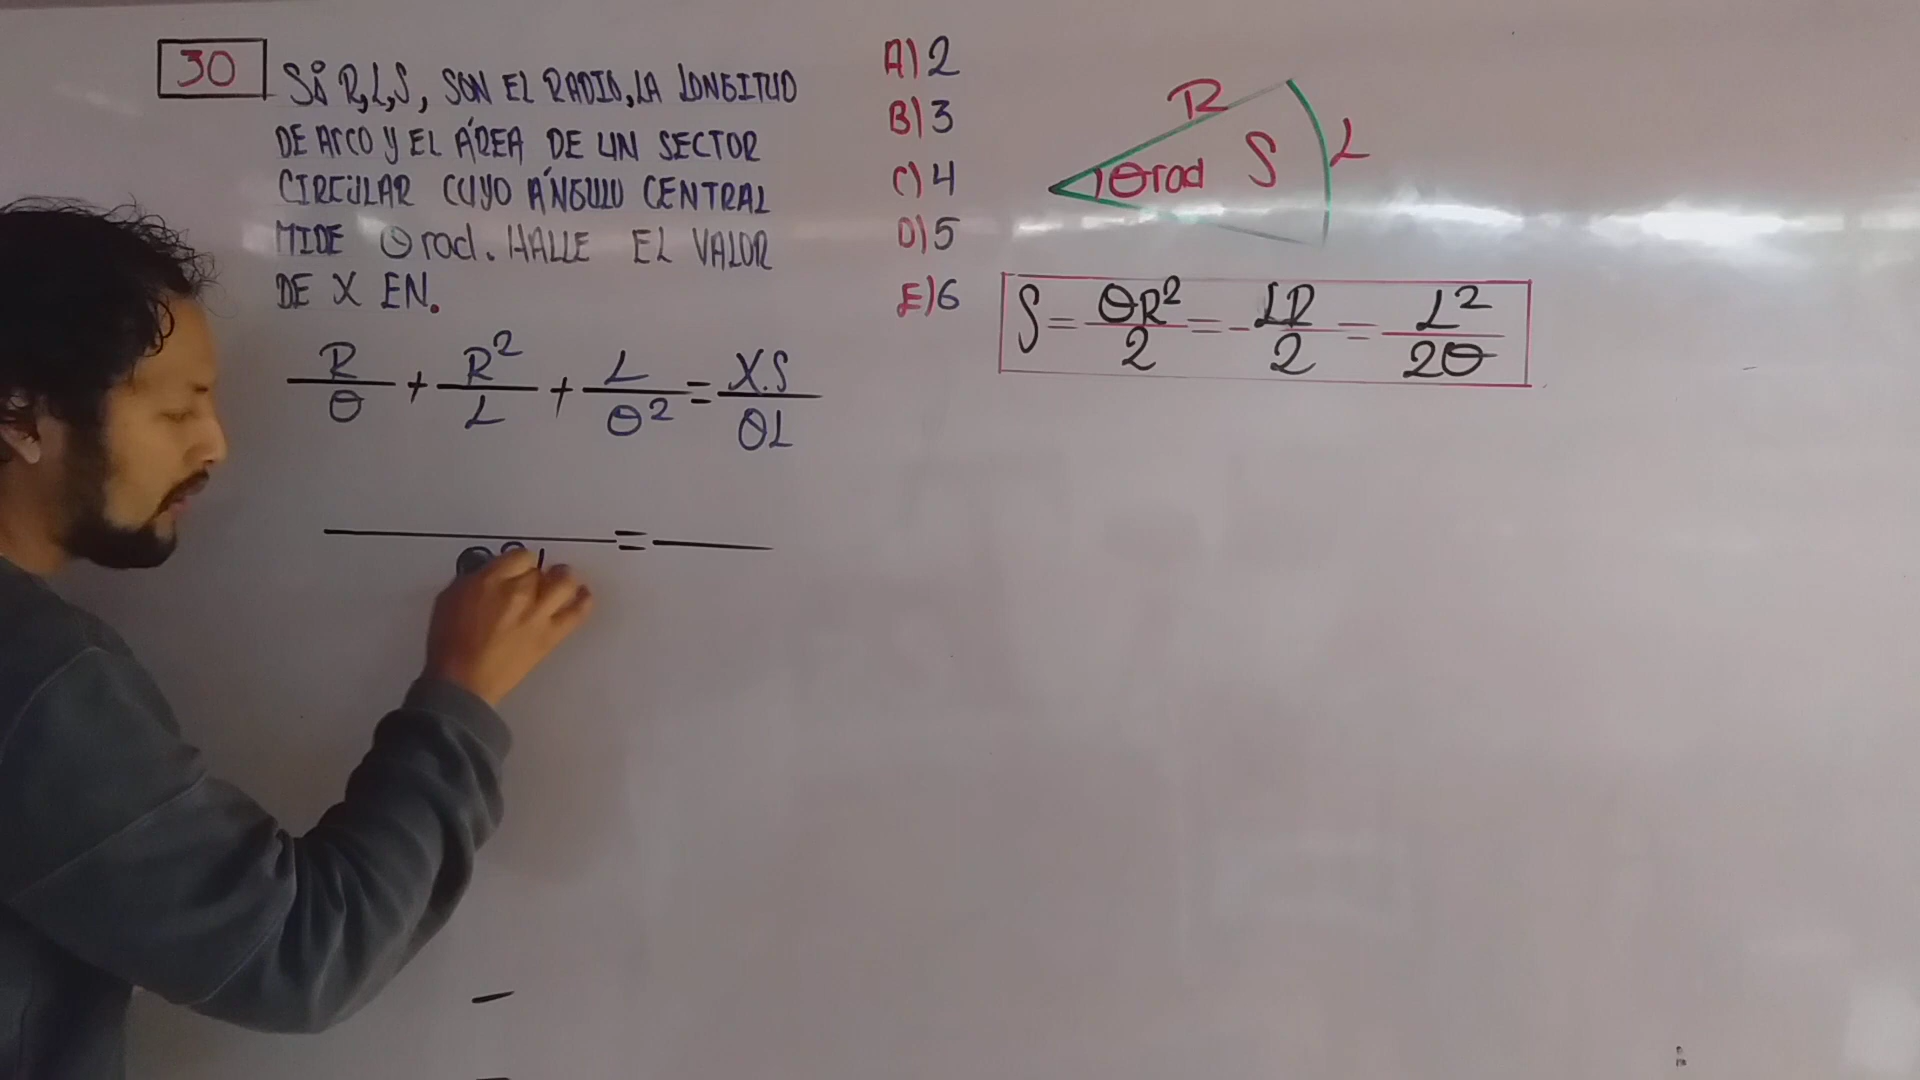 30
Si R,L,S, SON EL RADIO, LA LONGITUD
DE ARCO Y EL ÁREA DE UN SECTOR
CIRCULAR CUYO ÁNGULO CENTRAL
MIDE θ rad. HALLE EL VALOR
DE X EN.
R/θ + R²/L + L/θ² = X.S/θL
=
A) 2
B) 3
C) 4
D) 5
E) 6
R
θrad S L
S = θR²/2 = LR/2 = L²/2θ